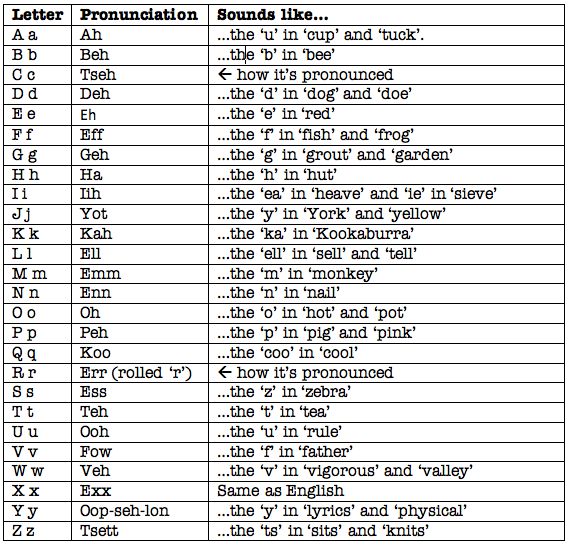 Letter Pronunciation Sounds like...
A a Ah ...the ‘u’ in ‘cup’ and ‘tuck’.
B b Beh ...the ‘b’ in ‘bee’
C c Tseh ← how it’s pronounced
D d Deh ...the ‘d’ in ‘dog’ and ‘doe’
E e Eh ...the ‘e’ in ‘red’
F f Eff ...the ‘f’ in ‘fish’ and ‘frog’
G g Geh ...the ‘g’ in ‘grout’ and ‘garden’
H h Ha ...the ‘h’ in ‘hut’
I i Iih ...the ‘ea’ in ‘heave’ and ‘ie’ in ‘sieve’
J j Yot ...the ‘y’ in ‘York’ and ‘yellow’
K k Kah ...the ‘ka’ in ‘Kookaburra’
L l Ell ...the ‘ell’ in ‘sell’ and ‘tell’
M m Emm ...the ‘m’ in ‘monkey’
N n Enn ...the ‘n’ in ‘nail’
O o Oh ...the ‘o’ in ‘hot’ and ‘pot’
P p Peh ...the ‘p’ in ‘pig’ and ‘pink’
Q q Koo ...the ‘coo’ in ‘cool’
R r Err (rolled ‘r’) ← how it’s pronounced
S s Ess ...the ‘z’ in ‘zebra’
T t Teh ...the ‘t’ in ‘tea’
U u Ooh ...the ‘u’ in ‘rule’
V v Fow ...the ‘f’ in ‘father’
W w Veh ...the ‘v’ in ‘vigorous’ and ‘valley’
X x Exx Same as English
Y y Oop-seh-lon ...the ‘y’ in ‘lyrics’ and ‘physical’
Z z Tsett ...the ‘ts’ in ‘sits’ and ‘knits’